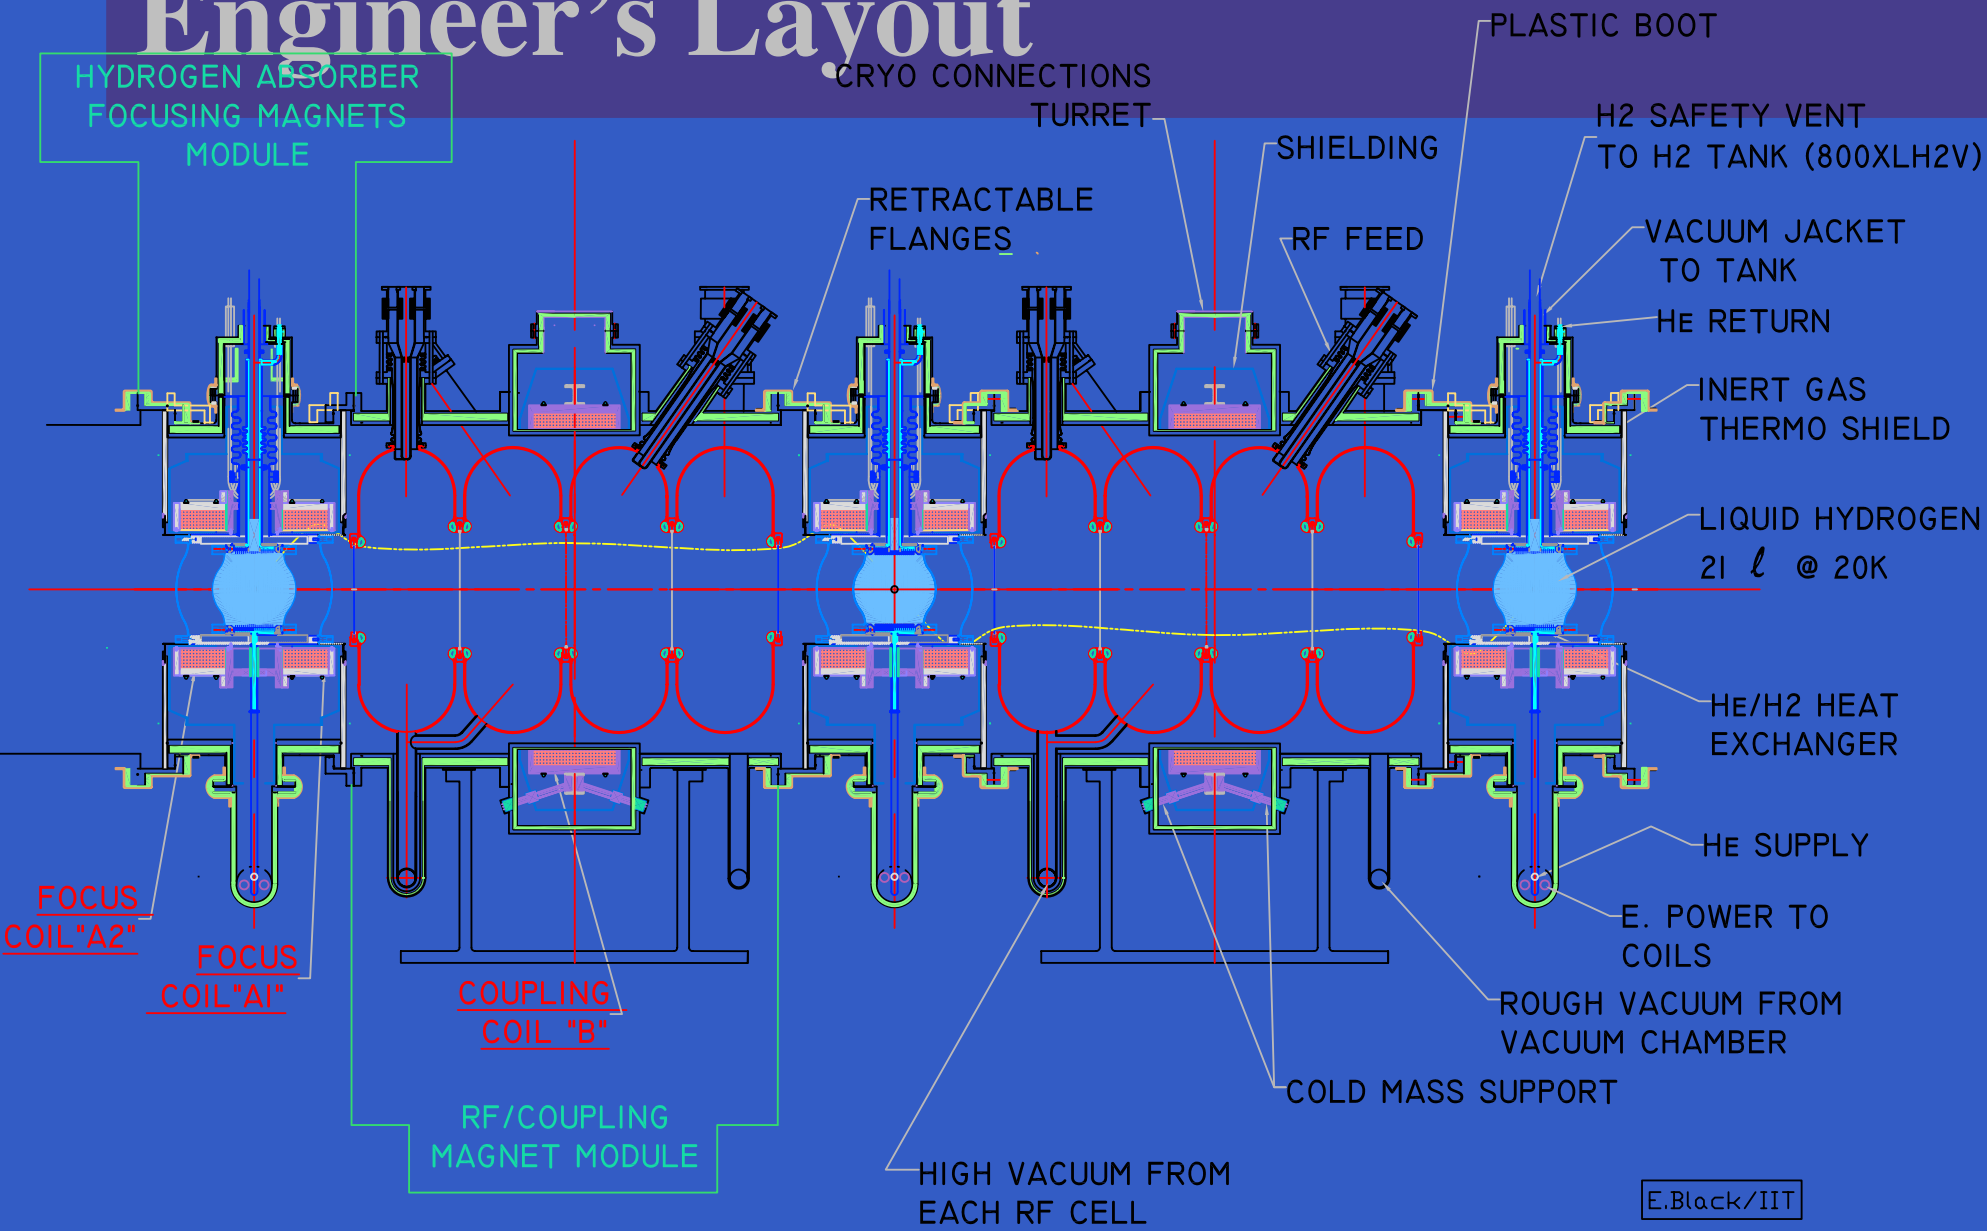 Engineer's Layout
HYDROGEN ABSORBER
FOCUSING MAGNETS
MODULE
CRYO CONNECTIONS
TURRET
PLASTIC BOOT
SHIELDING
H2 SAFETY VENT
TO H2 TANK (800XLH2V)
RETRACTABLE
FLANGES
RF FEED
VACUUM JACKET
TO TANK
HE RETURN
INERT GAS
THERMO SHIELD
LIQUID HYDROGEN
21 ℓ @ 20K
HE/H2 HEAT
EXCHANGER
HE SUPPLY
E. POWER TO
COILS
ROUGH VACUUM FROM
VACUUM CHAMBER
COLD MASS SUPPORT
HIGH VACUUM FROM
EACH RF CELL
FOCUS
COIL"A2"
FOCUS
COIL"A1"
COUPLING
COIL "B"
RF/COUPLING
MAGNET MODULE
E.Black/IIT